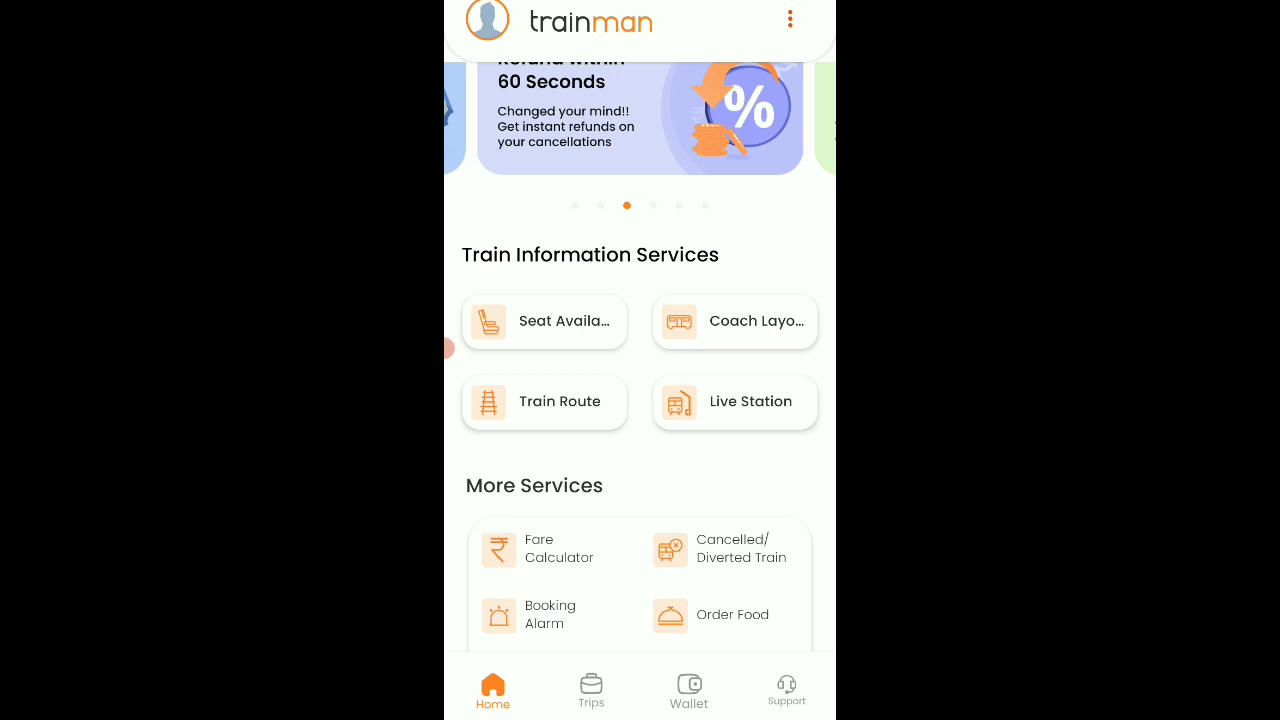 trainman
Refund within
60 Seconds
Changed your mind!!
Get instant refunds on
your cancellations
%
Train Information Services
Seat Availa...
Coach Layo...
Train Route
Live Station
More Services
Fare
Calculator
Cancelled/
Diverted Train
Booking
Alarm
Order Food
Home
Trips
Wallet
Support